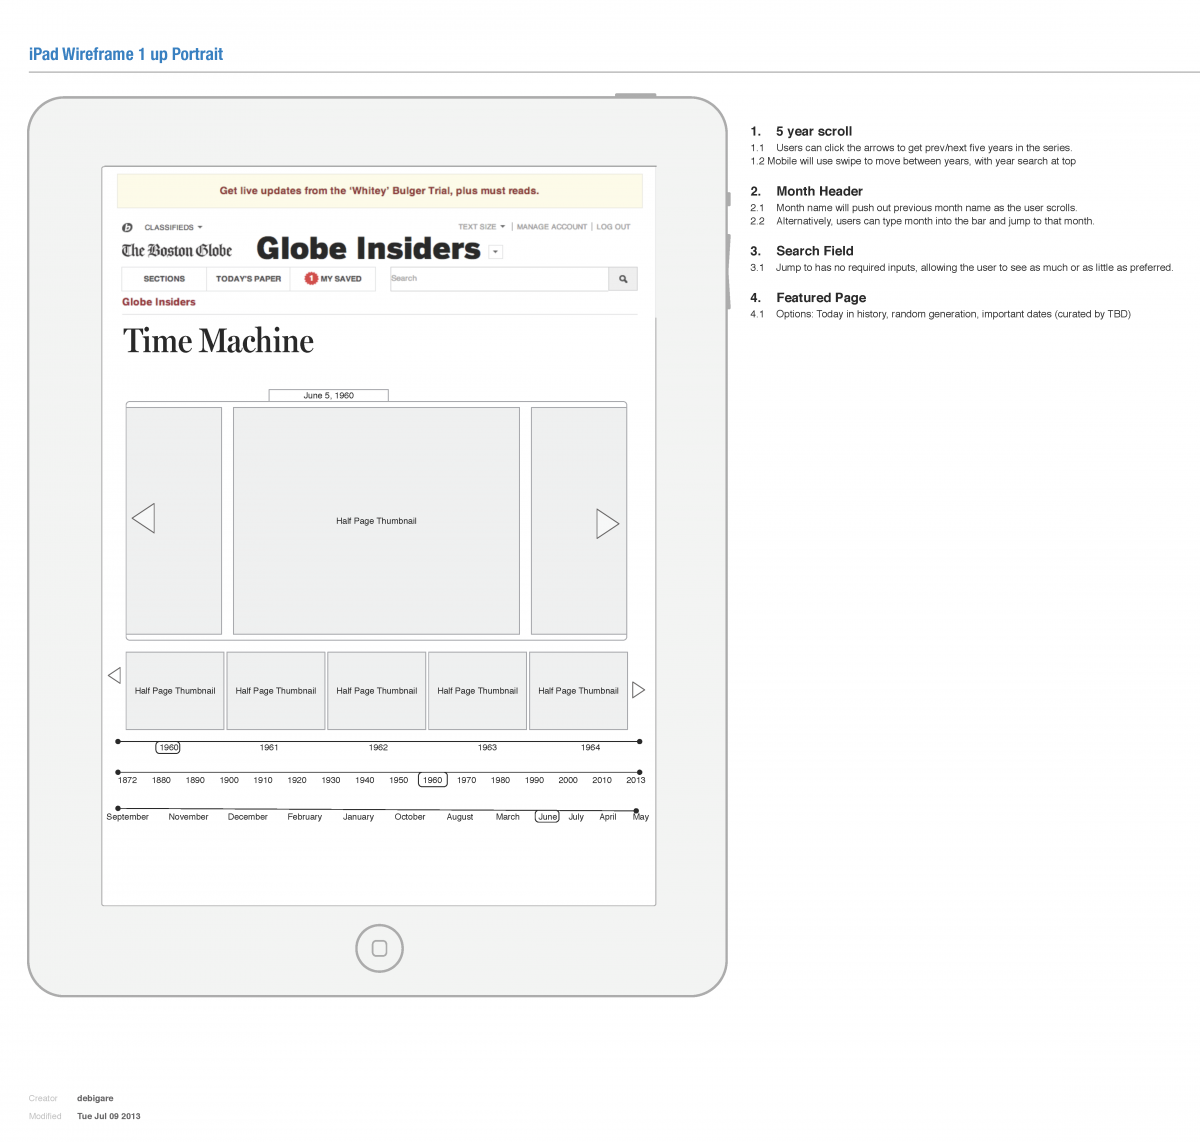 iPad Wireframe 1 up Portrait
Get live updates from the 'Whitey' Bulger Trial, plus must reads.
b CLASSIFIEDS TEXT SIZE | MANAGE ACCOUNT | LOG OUT
The Boston Globe Globe Insiders
SECTIONS TODAY'S PAPER 1 MY SAVED Search
Globe Insiders
Time Machine
June 5, 1960
Half Page Thumbnail
Half Page Thumbnail Half Page Thumbnail Half Page Thumbnail Half Page Thumbnail Half Page Thumbnail
1960 1961 1962 1963 1964
1872 1880 1890 1900 1910 1920 1930 1940 1950 1960 1970 1980 1990 2000 2010 2013
September November December February January October August March June July April May
1. 5 year scroll
1.1 Users can click the arrows to get prev/next five years in the series.
1.2 Mobile will use swipe to move between years, with year search at top
2. Month Header
2.1 Month name will push out previous month name as the user scrolls.
2.2 Alternatively, users can type month into the bar and jump to that month.
3. Search Field
3.1 Jump to has no required inputs, allowing the user to see as much or as little as preferred.
4. Featured Page
4.1 Options: Today in history, random generation, important dates (curated by TBD)
Creator debigare
Modified Tue Jul 09 2013